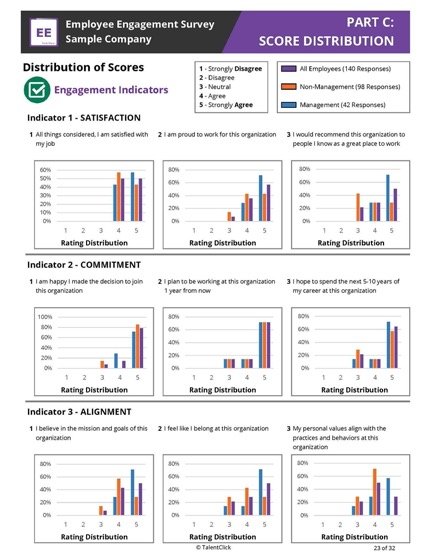 EE
Employee Engagement Survey
Sample Company
PART C:
SCORE DISTRIBUTION
Distribution of Scores
Engagement Indicators
1 - Strongly Disagree
2 - Disagree
3 - Neutral
4 - Agree
5 - Strongly Agree
All Employees (140 Responses)
Non-Management (98 Responses)
Management (42 Responses)
Indicator 1 - SATISFACTION
1 All things considered, I am satisfied with
my job
60%
50%
40%
30%
20%
10%
0%
1 2 3 4 5
Rating Distribution
2 I am proud to work for this organization
80%
60%
40%
20%
0%
1 2 3 4 5
Rating Distribution
3 I would recommend this organization to
people I know as a great place to work
80%
60%
40%
20%
0%
1 2 3 4 5
Rating Distribution
Indicator 2 - COMMITMENT
1 I am happy I made the decision to join
this organization
100%
80%
60%
40%
20%
0%
1 2 3 4 5
Rating Distribution
2 I plan to be working at this organization
1 year from now
80%
60%
40%
20%
0%
1 2 3 4 5
Rating Distribution
3 I hope to spend the next 5-10 years of
my career at this organization
80%
60%
40%
20%
0%
1 2 3 4 5
Rating Distribution
Indicator 3 - ALIGNMENT
1 I believe in the mission and goals of this
organization
80%
60%
40%
20%
0%
1 2 3 4 5
Rating Distribution
2 I feel like I belong at this organization
80%
60%
40%
20%
0%
1 2 3 4 5
Rating Distribution
3 My personal values align with the
practices and behaviors at this
organization
80%
60%
40%
20%
0%
1 2 3 4 5
Rating Distribution
© TalentClick
23 of 32